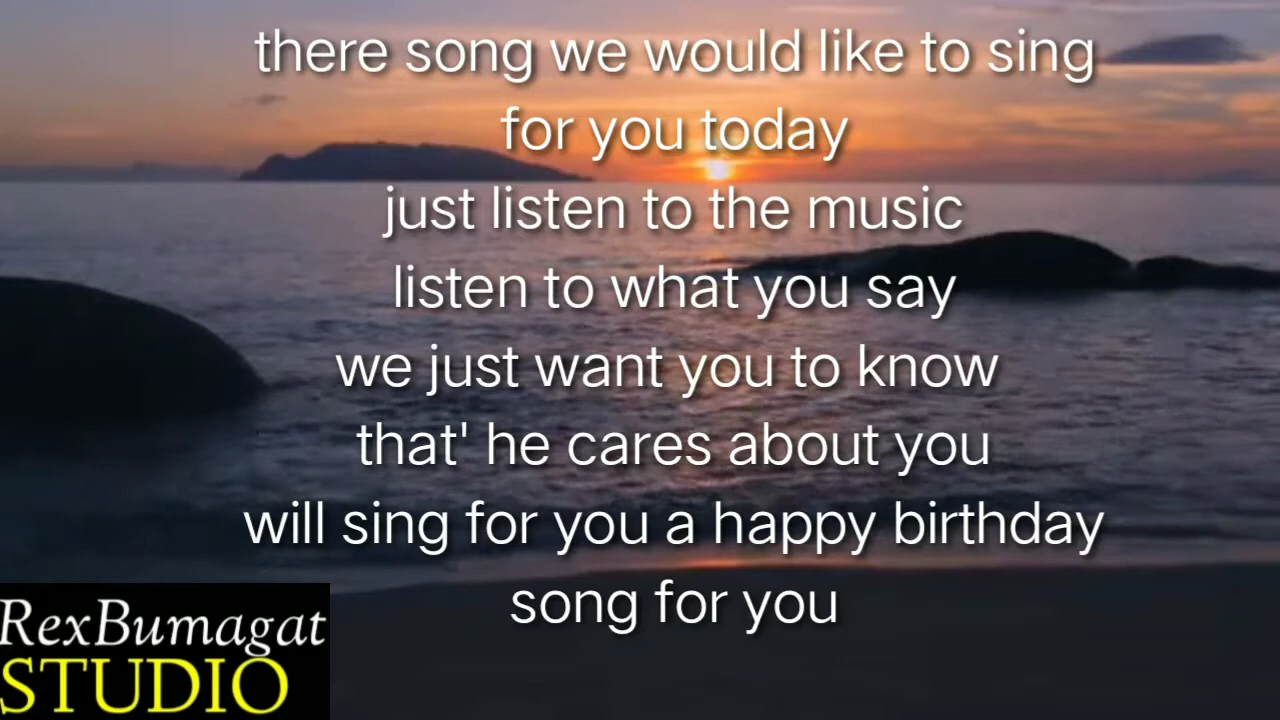 there song we would like to sing
for you today
just listen to the music
listen to what you say
we just want you to know
that' he cares about you
will sing for you a happy birthday
song for you
RexBumagat
STUDIO